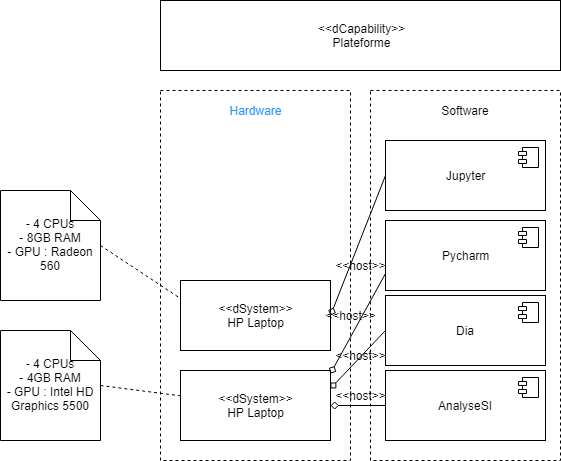 <<dCapability>>
Plateforme
Hardware
Software
Jupyter
- 4 CPUs
- 8GB RAM
- GPU : Radeon
560
<<host>>
Pycharm
<<dSystem>>
HP Laptop
<<host>>
Dia
- 4 CPUs
- 4GB RAM
- GPU : Intel HD
Graphics 5500
<<host>>
<<dSystem>>
HP Laptop
<<host>>
AnalyseSI